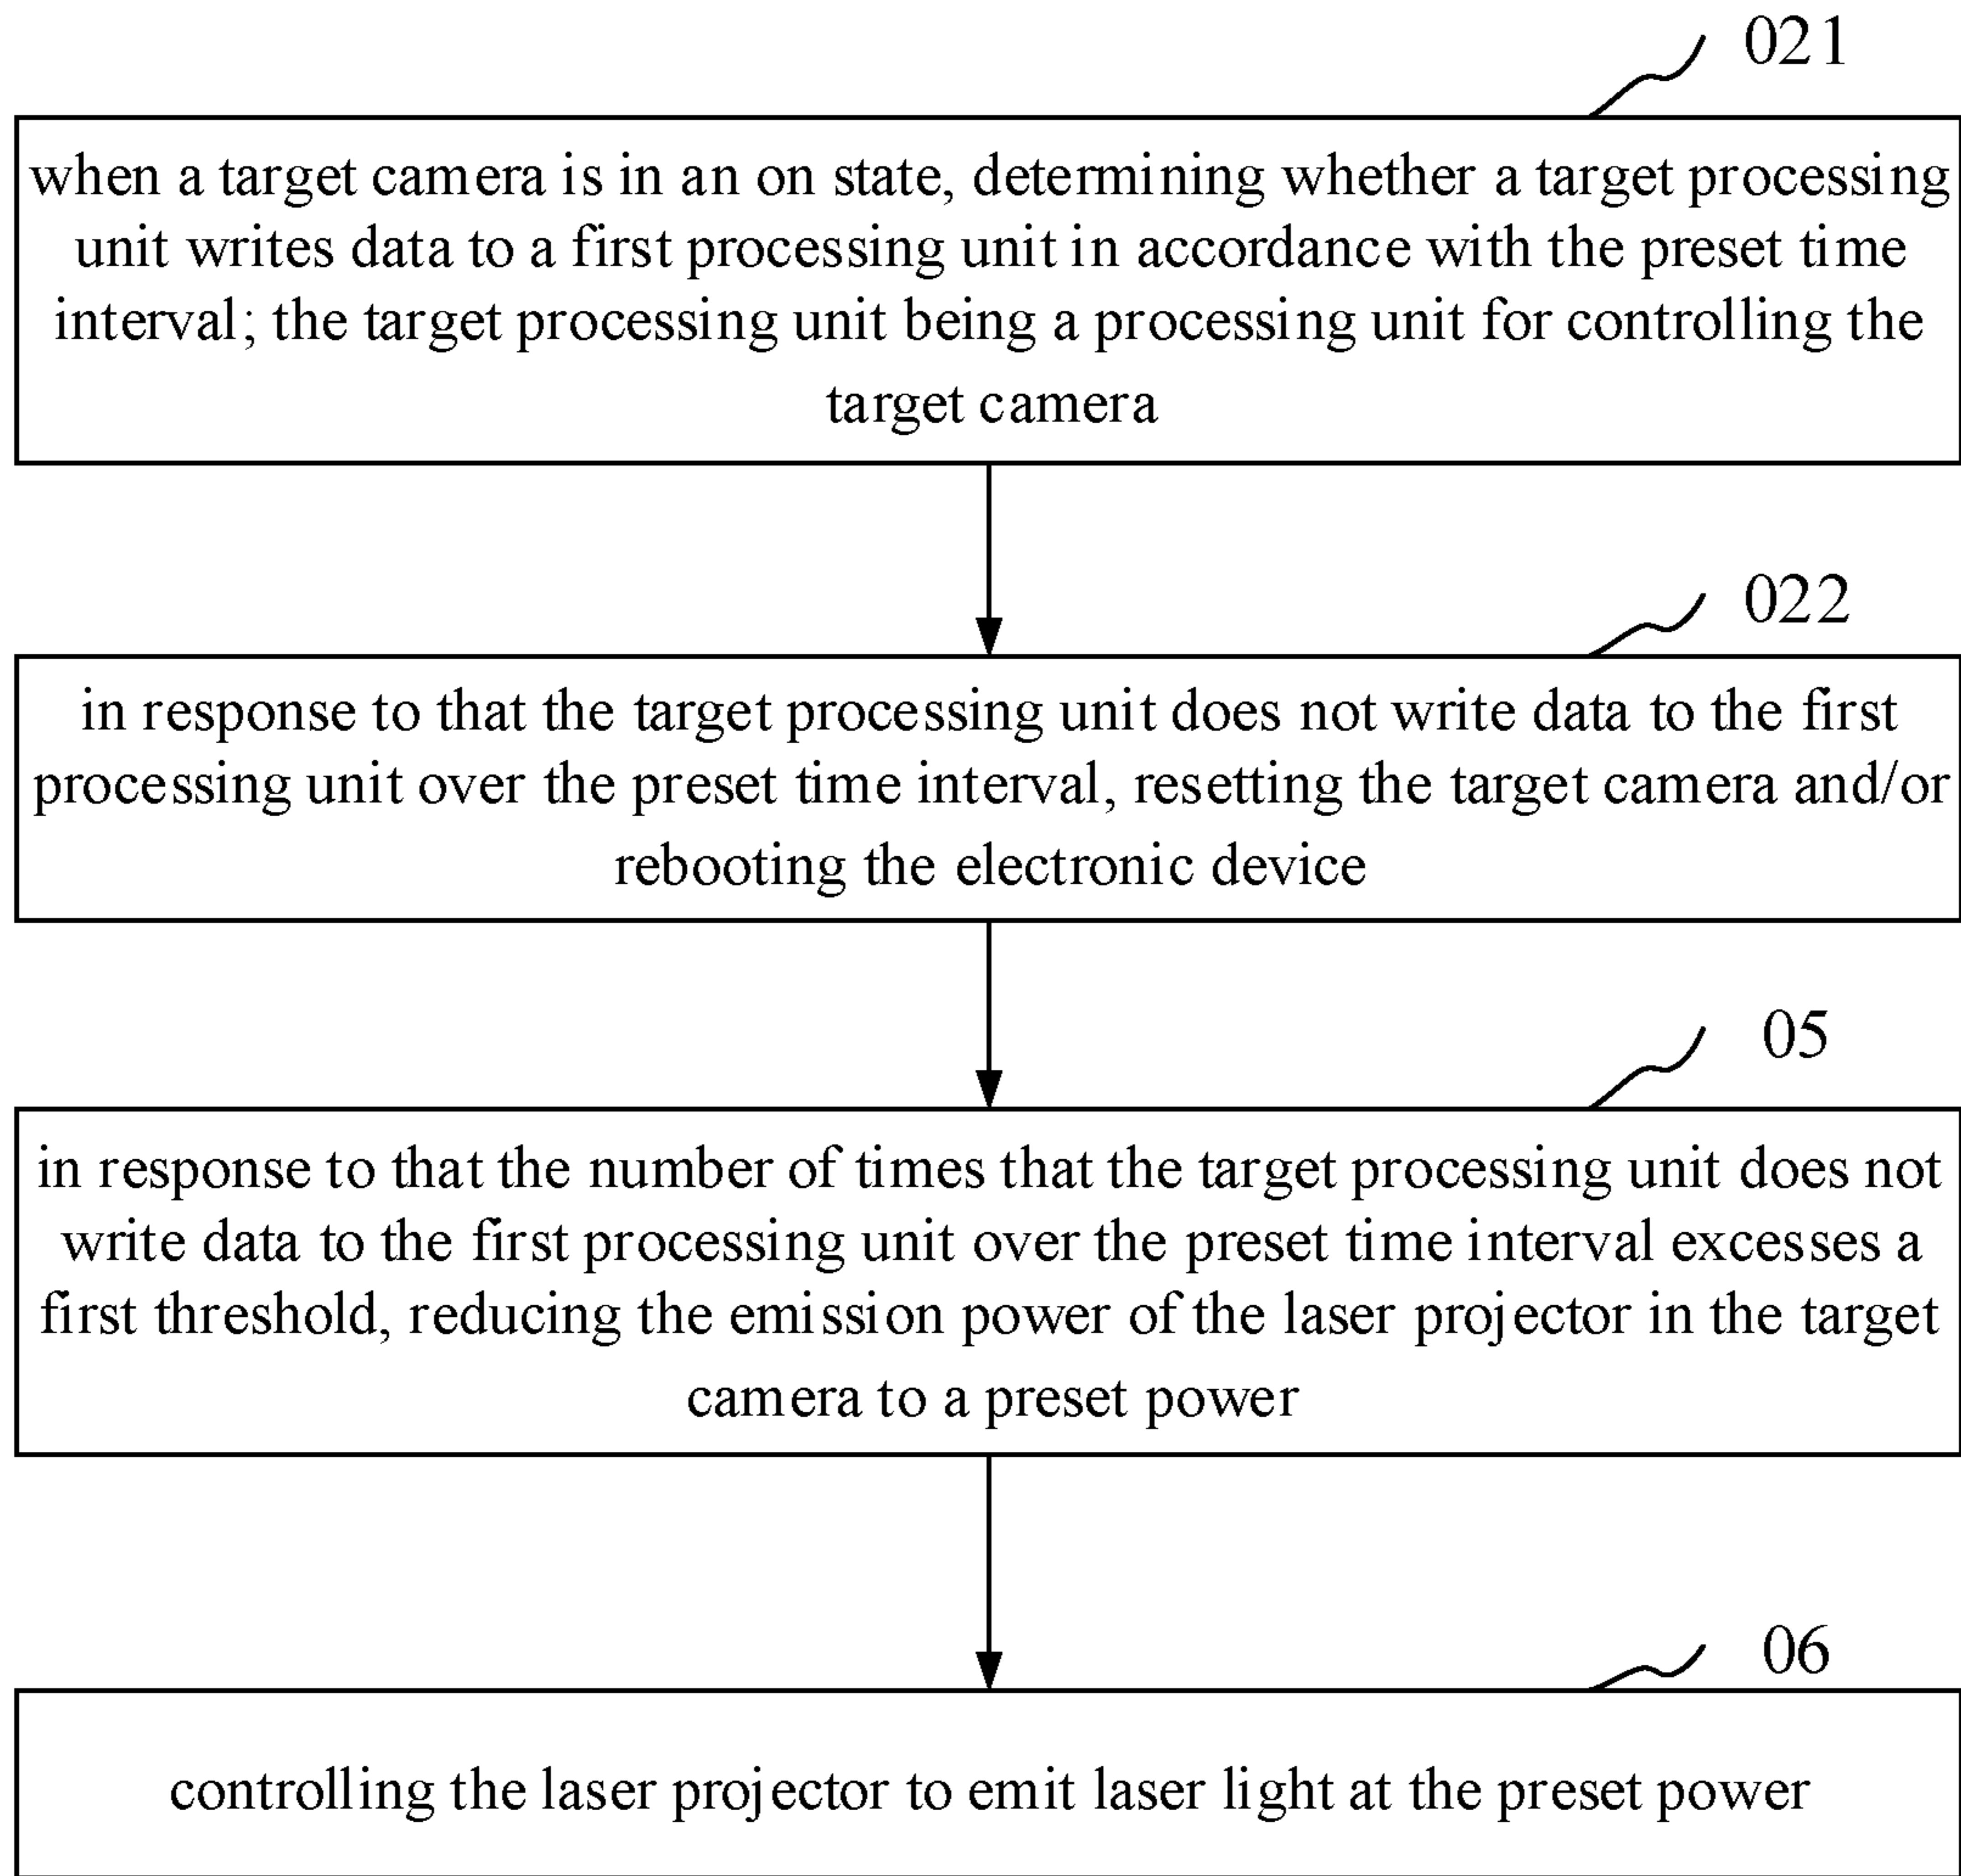 021
when a target camera is in an on state, determining whether a target processing
unit writes data to a first processing unit in accordance with the preset time
interval; the target processing unit being a processing unit for controlling the
target camera
022
in response to that the target processing unit does not write data to the first
processing unit over the preset time interval, resetting the target camera and/or
rebooting the electronic device
05
in response to that the number of times that the target processing unit does not
write data to the first processing unit over the preset time interval excesses a
first threshold, reducing the emission power of the laser projector in the target
camera to a preset power
06
controlling the laser projector to emit laser light at the preset power